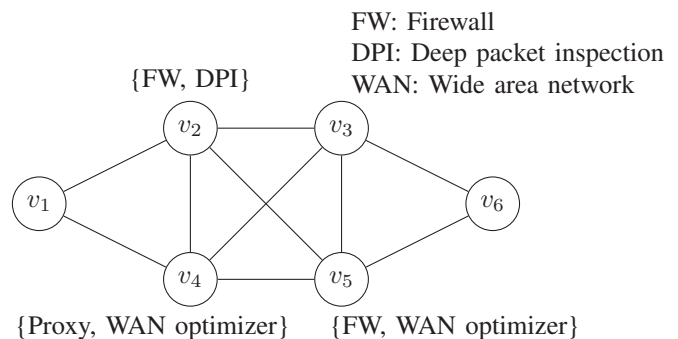 FW: Firewall
DPI: Deep packet inspection
WAN: Wide area network
{FW, DPI}
v2
v3
v1
v6
v4
v5
{Proxy, WAN optimizer}
{FW, WAN optimizer}